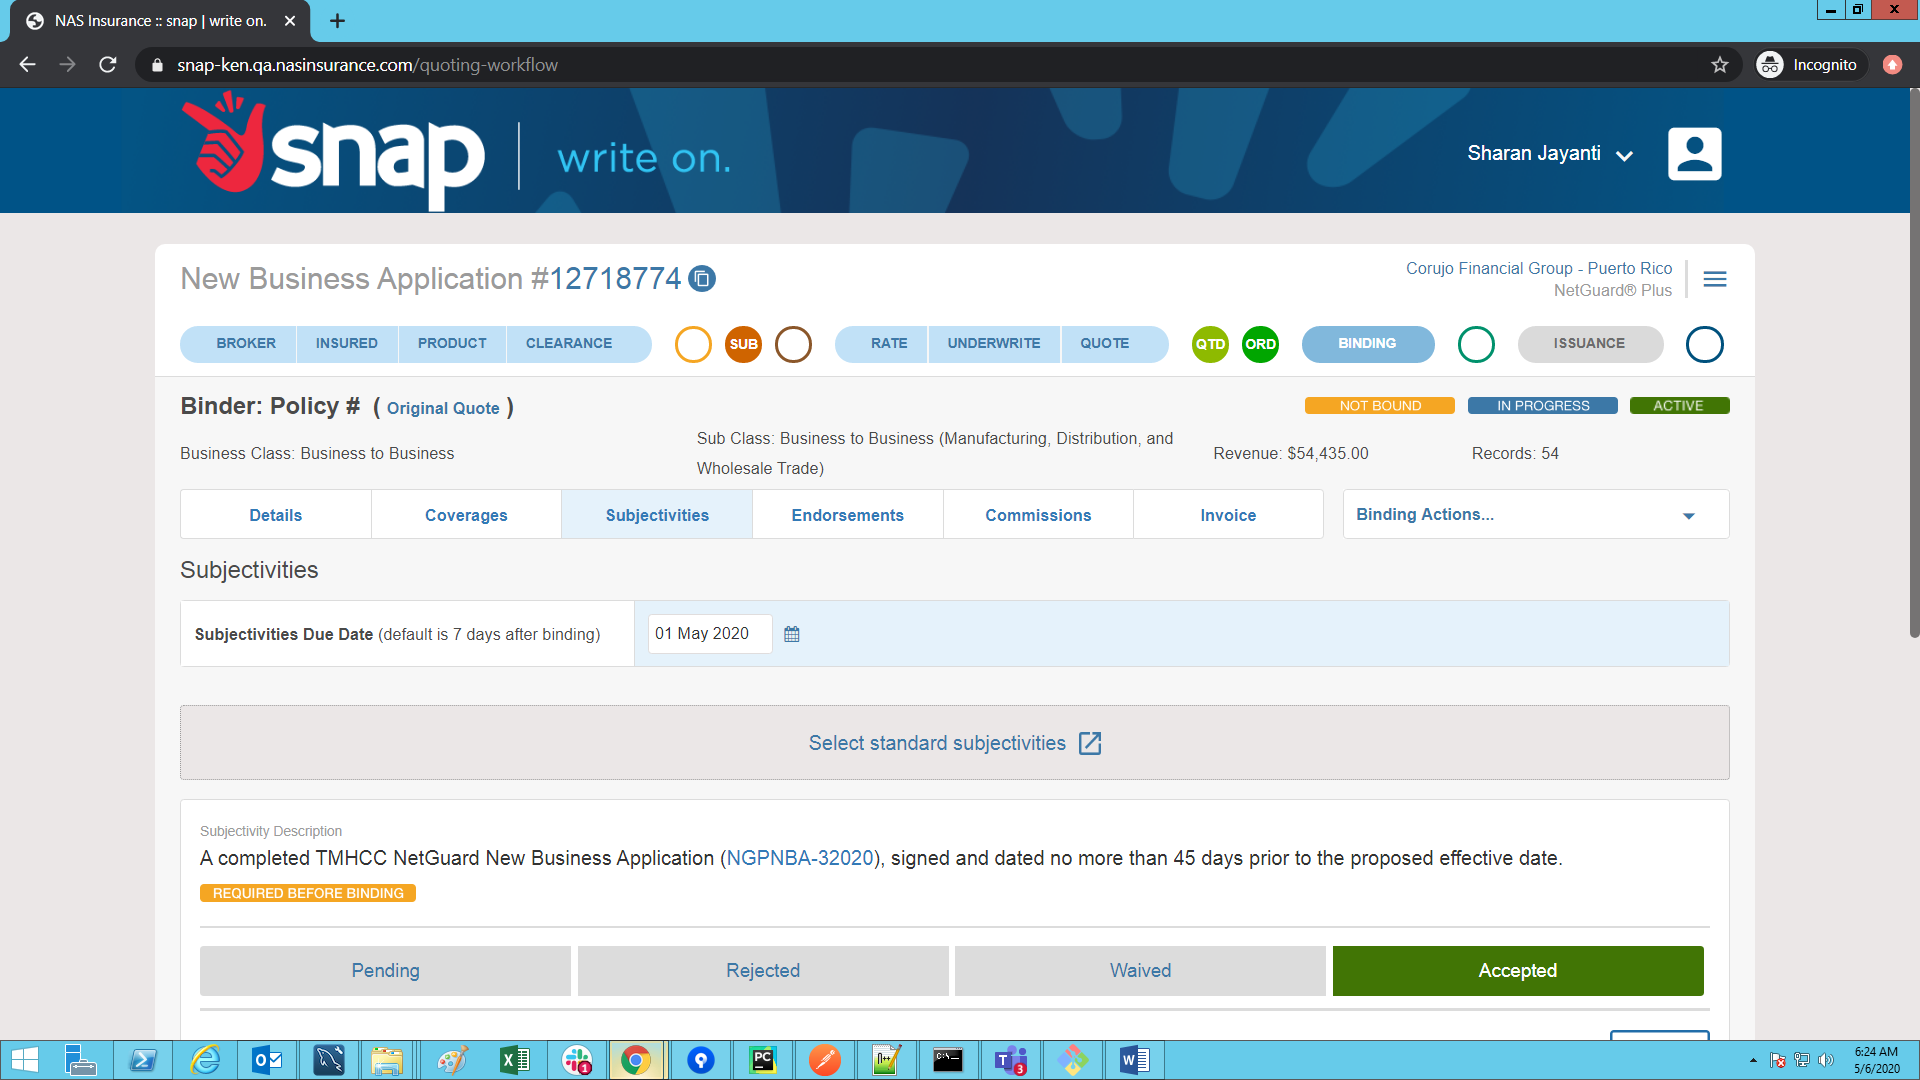 NAS Insurance :: snap | write on.
snap-ken.qa.nasinsurance.com/quoting-workflow
Incognito
snap
write on.
Sharan Jayanti
New Business Application #12718774
Corujo Financial Group - Puerto Rico
NetGuard® Plus
BROKER INSURED PRODUCT CLEARANCE SUB RATE UNDERWRITE QUOTE QTD ORD BINDING ISSUANCE
Binder: Policy # ( Original Quote )
NOT BOUND IN PROGRESS ACTIVE
Business Class: Business to Business
Sub Class: Business to Business (Manufacturing, Distribution, and
Wholesale Trade)
Revenue: $54,435.00
Records: 54
Details Coverages Subjectivities Endorsements Commissions Invoice Binding Actions...
Subjectivities
Subjectivities Due Date (default is 7 days after binding) 01 May 2020
Select standard subjectivities
Subjectivity Description
A completed TMHCC NetGuard New Business Application (NGPNBA-32020), signed and dated no more than 45 days prior to the proposed effective date.
REQUIRED BEFORE BINDING
Pending Rejected Waived Accepted
6:24 AM
5/6/2020